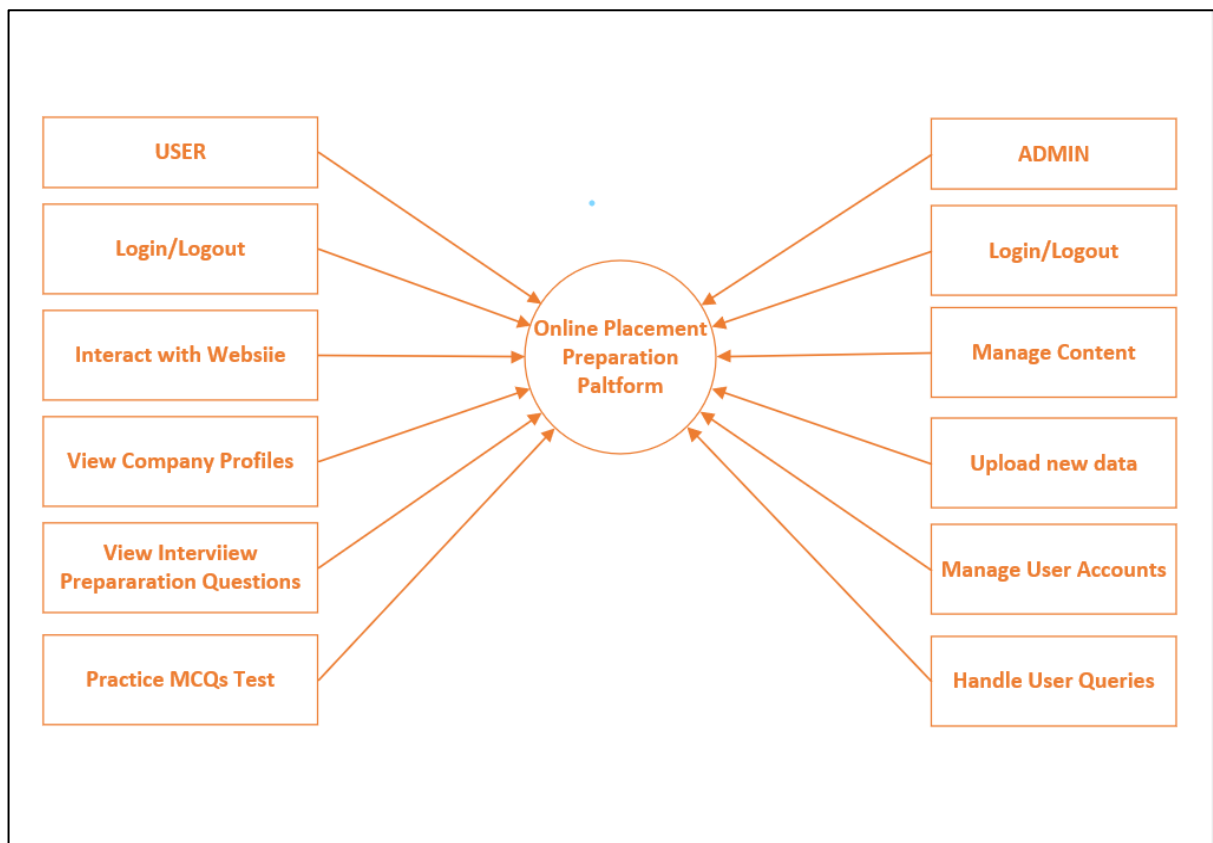 USER
Login/Logout
Interact with Websiie
View Company Profiles
View Interviiew
Prepararation Questions
Practice MCQs Test
Online Placement
Preparation
Paltform
ADMIN
Login/Logout
Manage Content
Upload new data
Manage User Accounts
Handle User Queries